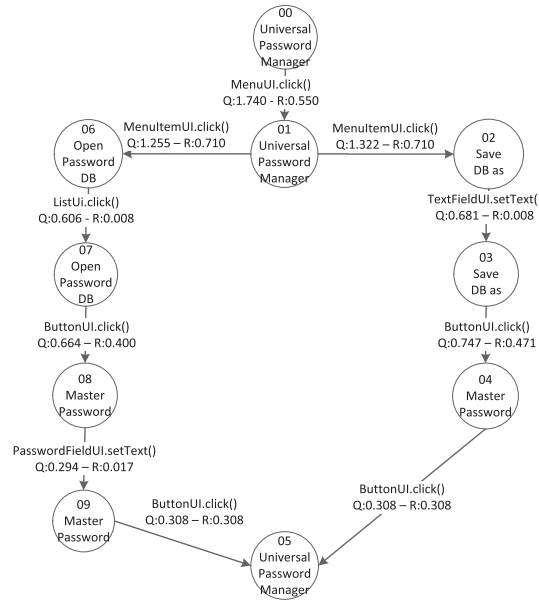 00
Universal
Password
Manager
MenuUI.click()
Q:1.740 - R:0.550
06
Open
Password
DB
MenuItemUI.click()
Q:1.255 – R:0.710
01
Universal
Password
Manager
MenuItemUI.click()
Q:1.322 – R:0.710
02
Save
DB as
ListUi.click()
Q:0.606 - R:0.008
TextFieldUI.setText()
Q:0.681 – R:0.008
07
Open
Password
DB
03
Save
DB as
ButtonUI.click()
Q:0.664 – R:0.400
ButtonUI.click()
Q:0.747 – R:0.471
08
Master
Password
04
Master
Password
PasswordFieldUI.setText()
Q:0.294 – R:0.017
09
Master
Password
ButtonUI.click()
Q:0.308 – R:0.308
ButtonUI.click()
Q:0.308 – R:0.308
05
Universal
Password
Manager